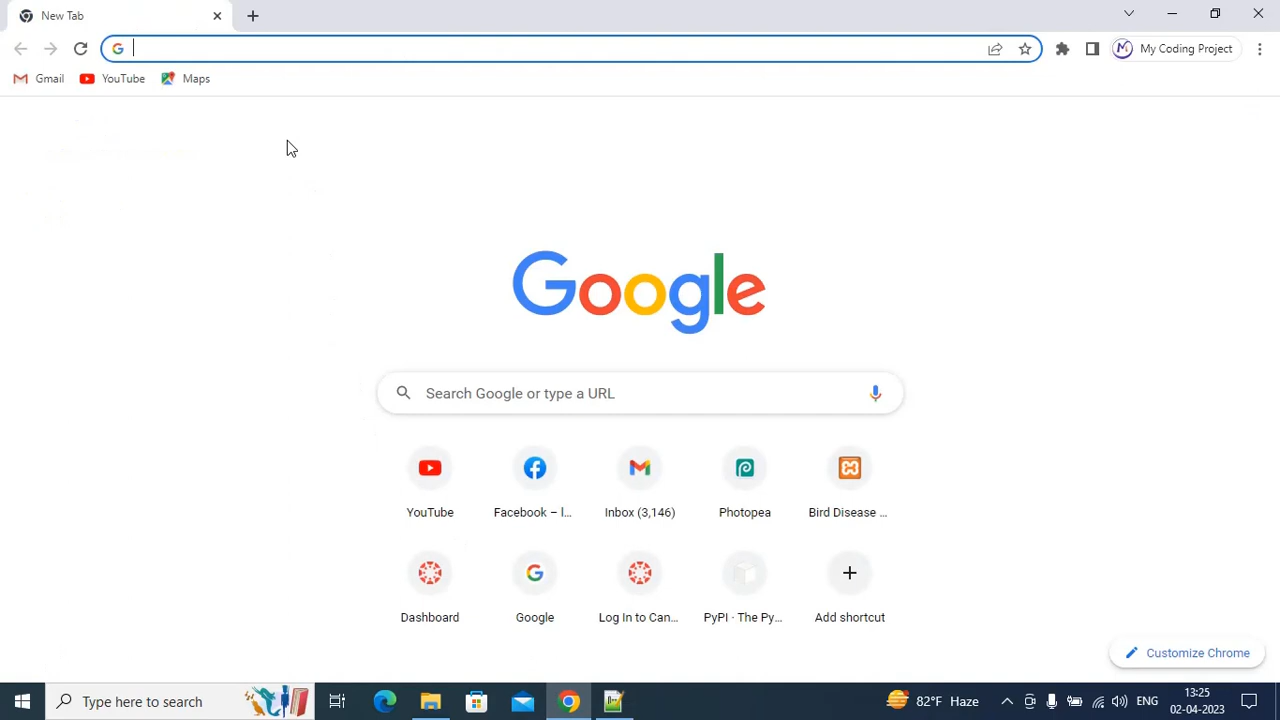 New Tab
My Coding Project
Gmail YouTube Maps
Google
Search Google or type a URL
YouTube Facebook – l... Inbox (3,146) Photopea Bird Disease ...
Dashboard Google Log In to Can... PyPI · The Py... Add shortcut
Customize Chrome
Type here to search 82°F Haze ENG 13:25
02-04-2023